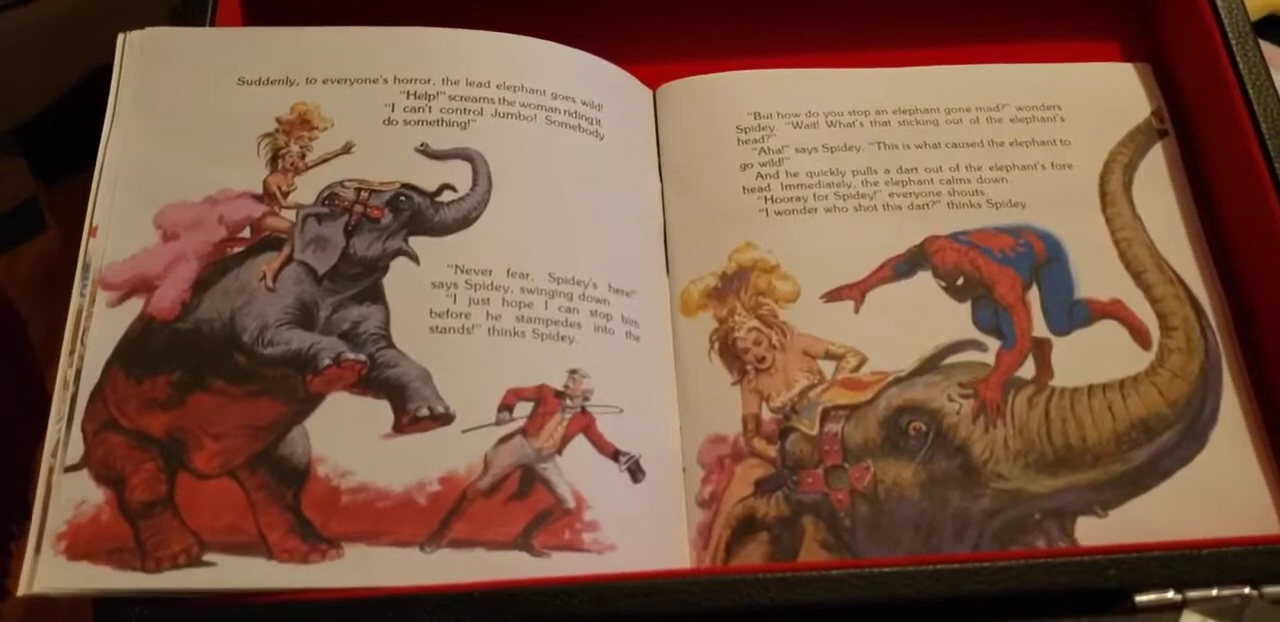 Suddenly, to everyone's horror, the lead elephant goes wild!
"Help!" screams the woman riding it.
"I can't control Jumbo! Somebody
do something!"
"Never fear, Spidey's here!"
says Spidey, swinging down.
"I just hope I can stop him
before he stampedes into the
stands!" thinks Spidey.
"But how do you stop an elephant gone mad?" wonders
Spidey. "Wait! What's that sticking out of the elephant's
head?"
"Aha!" says Spidey. "This is what caused the elephant to
go wild!"
And he quickly pulls a dart out of the elephant's fore
head. Immediately, the elephant calms down.
"Hooray for Spidey!" everyone shouts.
"I wonder who shot this dart?" thinks Spidey.